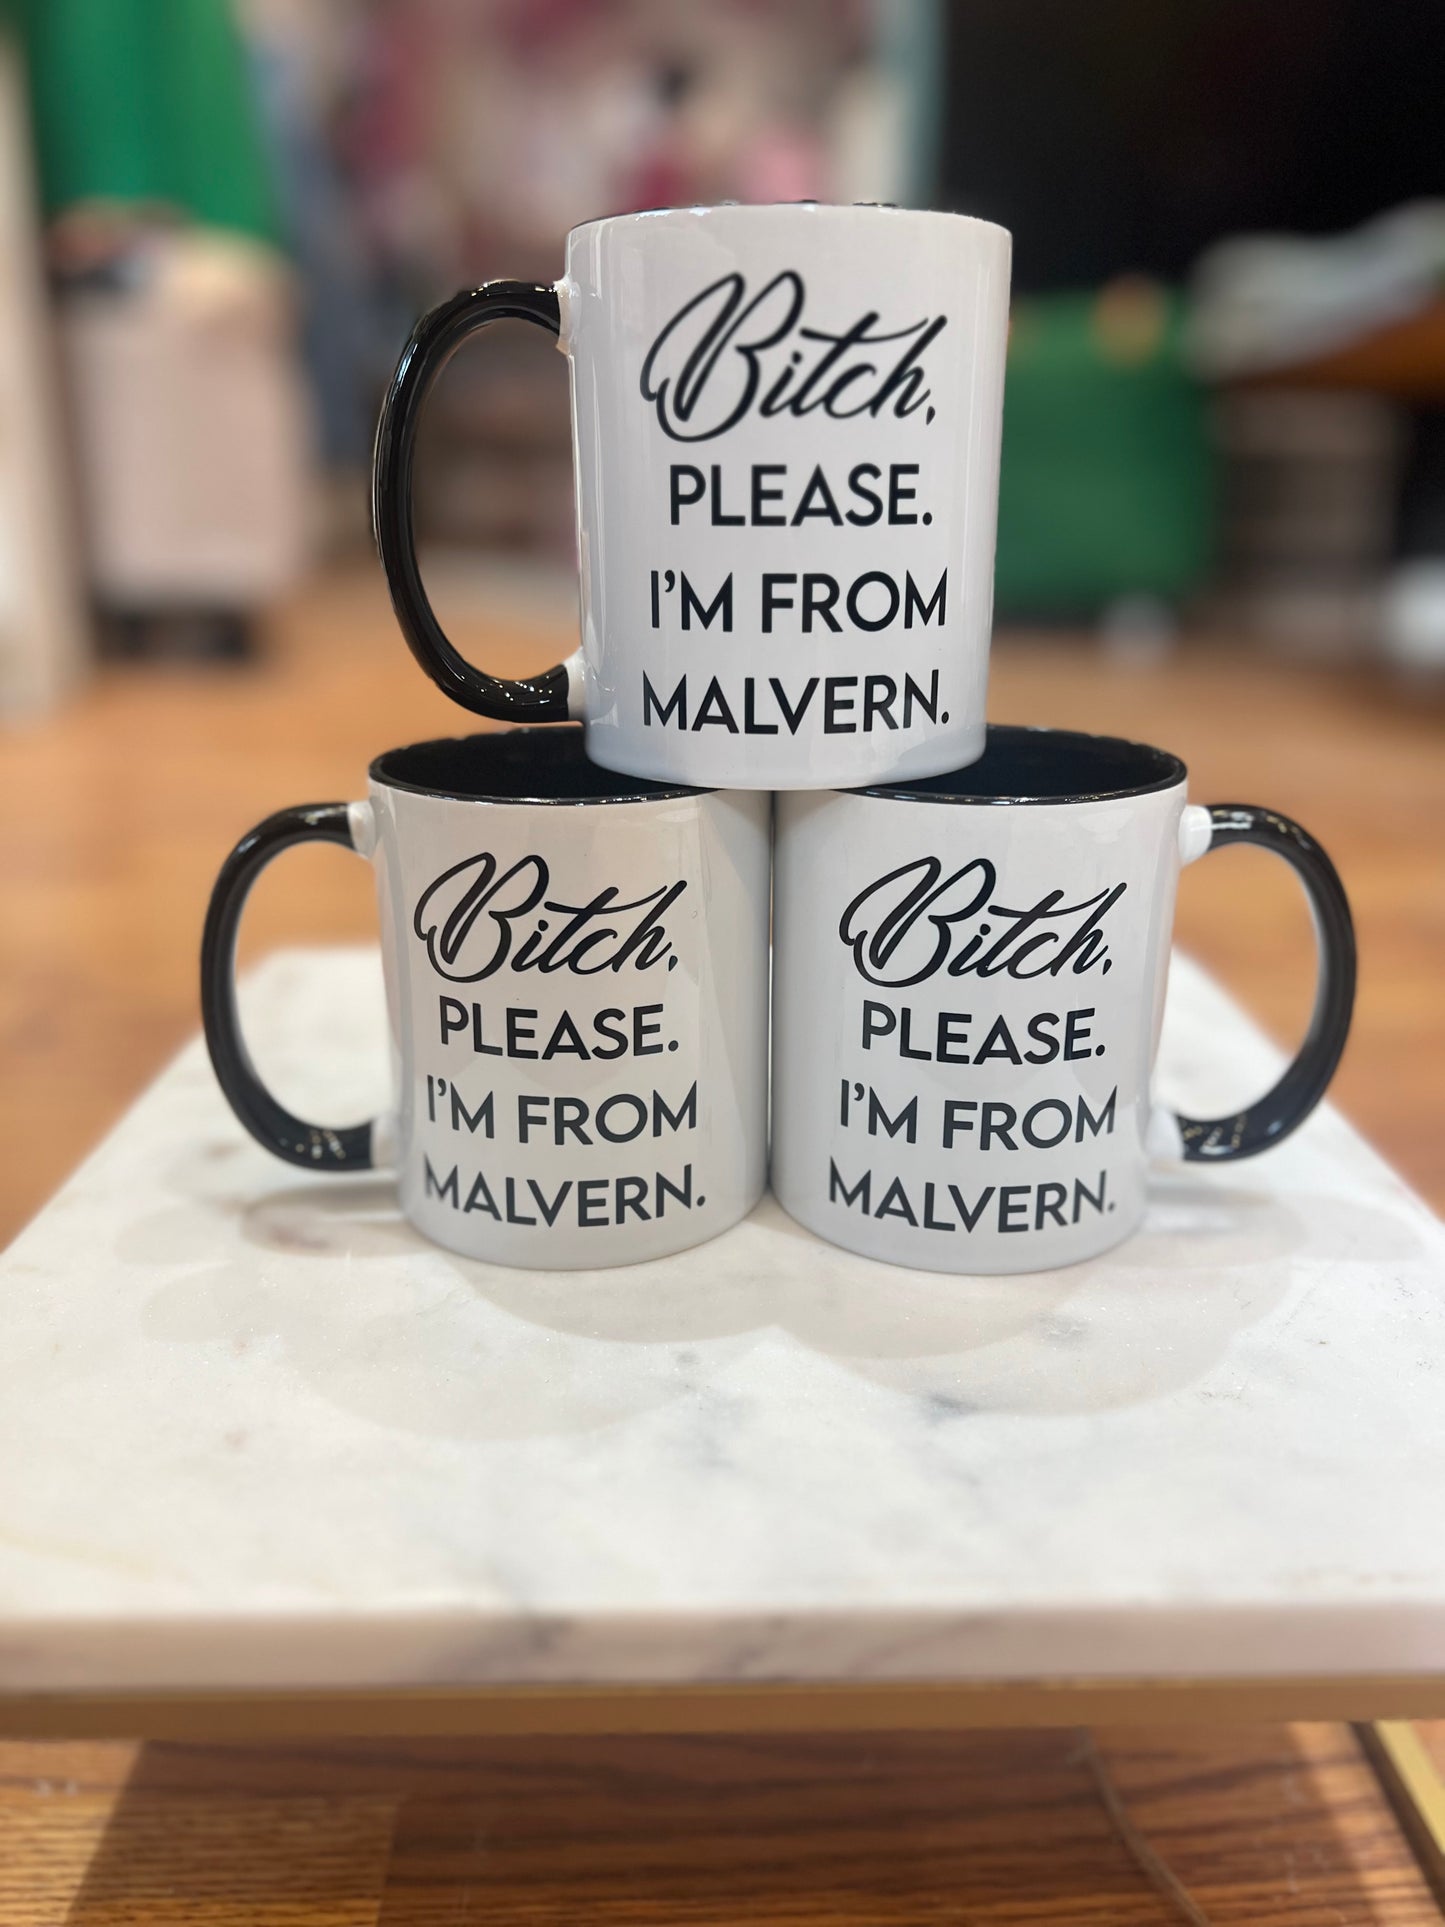 Bitch,
PLEASE.
I'M FROM
MALVERN.
Bitch,
PLEASE.
I'M FROM
MALVERN.
Bitch,
PLEASE.
I'M FROM
MALVERN.